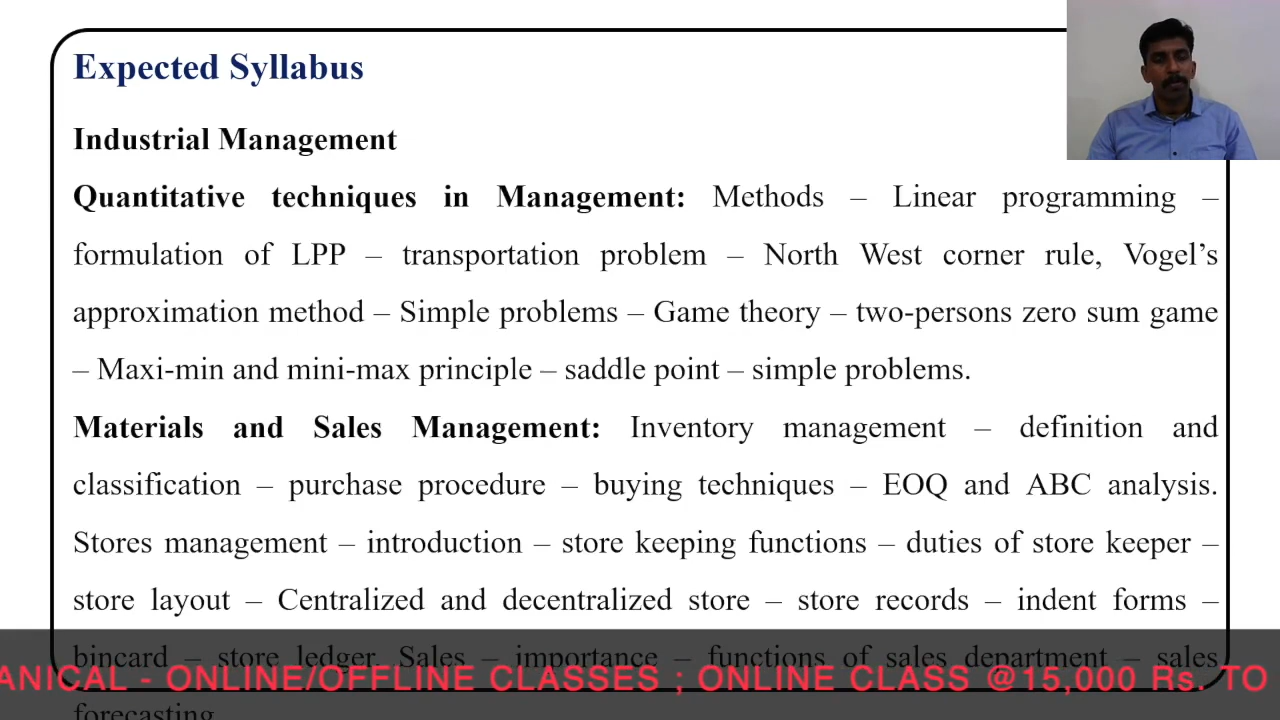 Expected Syllabus
Industrial Management
Quantitative techniques in Management: Methods – Linear programming –
formulation of LPP – transportation problem – North West corner rule, Vogel’s
approximation method – Simple problems – Game theory – two-persons zero sum game
– Maxi-min and mini-max principle – saddle point – simple problems.
Materials and Sales Management: Inventory management – definition and
classification – purchase procedure – buying techniques – EOQ and ABC analysis.
Stores management – introduction – store keeping functions – duties of store keeper –
store layout – Centralized and decentralized store – store records – indent forms –
bincard – store ledger. Sales – importance – functions of sales department – sales
ANICAL - ONLINE/OFFLINE CLASSES ; ONLINE CLASS @15,000 Rs. TO
forecasting